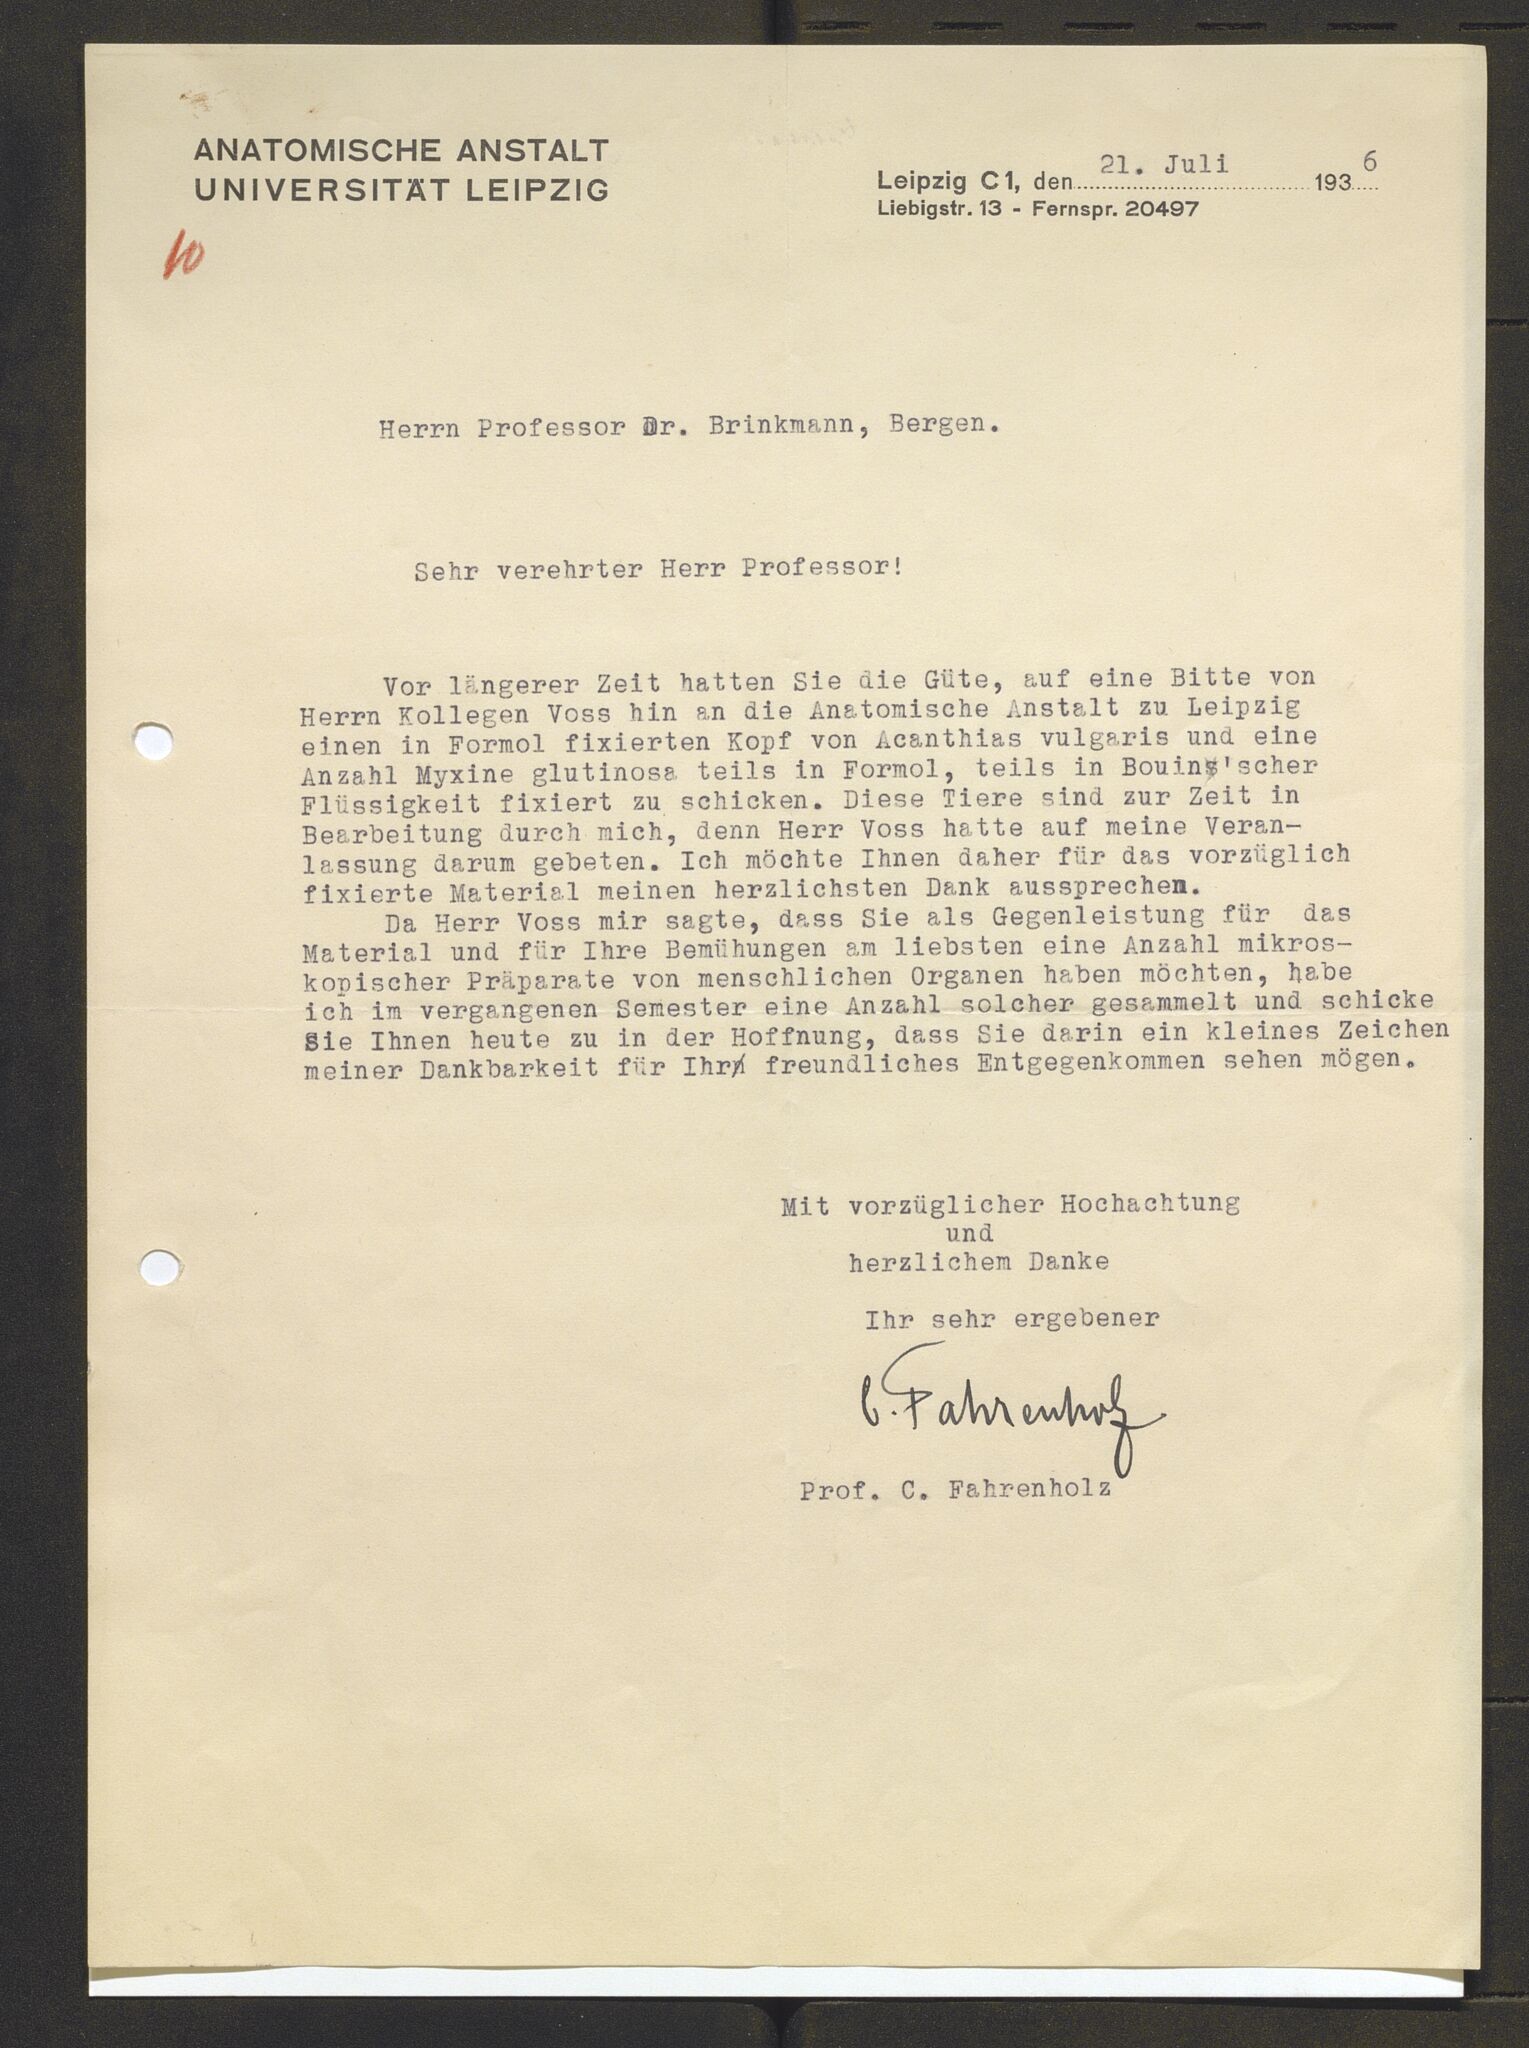 ANATOMISCHE ANSTALT
UNIVERSITÄT LEIPZIG
Leipzig C1, den 21. Juli 1936
Liebigstr. 13 - Fernspr. 20497
10
Herrn Professor Dr. Brinkmann, Bergen.
Sehr verehrter Herr Professor!
Vor längerer Zeit hatten Sie die Güte, auf eine Bitte von
Herrn Kollegen Voss hin an die Anatomische Anstalt zu Leipzig
einen in Formol fixierten Kopf von Acanthias vulgaris und eine
Anzahl Myxine glutinosa teils in Formol, teils in Bouin'scher
Flüssigkeit fixiert zu schicken. Diese Tiere sind zur Zeit in
Bearbeitung durch mich, denn Herr Voss hatte auf meine Veran-
lassung darum gebeten. Ich möchte Ihnen daher für das vorzüglich
fixierte Material meinen herzlichsten Dank aussprechen.
Da Herr Voss mir sagte, dass Sie als Gegenleistung für das
Material und für Ihre Bemühungen am liebsten eine Anzahl mikros-
kopischer Präparate von menschlichen Organen haben möchten, habe
ich im vergangenen Semester eine Anzahl solcher gesammelt und schicke
Sie Ihnen heute zu in der Hoffnung, dass Sie darin ein kleines Zeichen
meiner Dankbarkeit für Ihr freundliches Entgegenkommen sehen mögen.
Mit vorzüglicher Hochachtung
und
herzlichem Danke
Ihr sehr ergebener
C. Fahrenholz
Prof. C. Fahrenholz